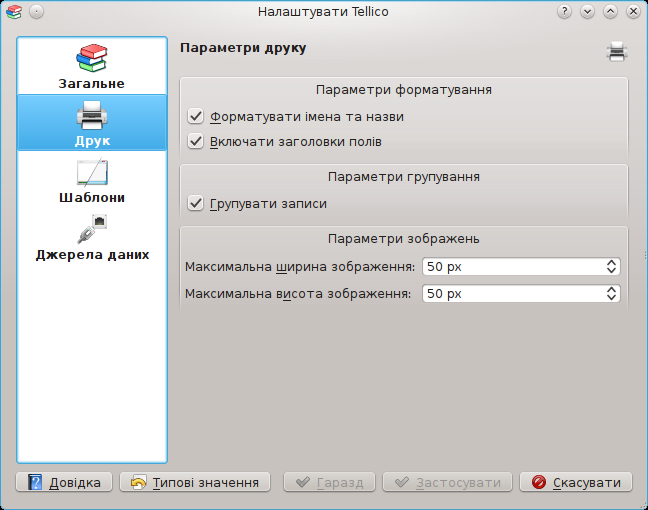 Налаштувати Tellico
Загальне
Друк
Шаблони
Джерела даних
Параметри друку
Параметри форматування
Форматувати імена та назви
Включати заголовки полів
Параметри групування
Групувати записи
Параметри зображень
Максимальна ширина зображення: 50 px
Максимальна висота зображення: 50 px
Довідка Типові значення Гаразд Застосувати Скасувати